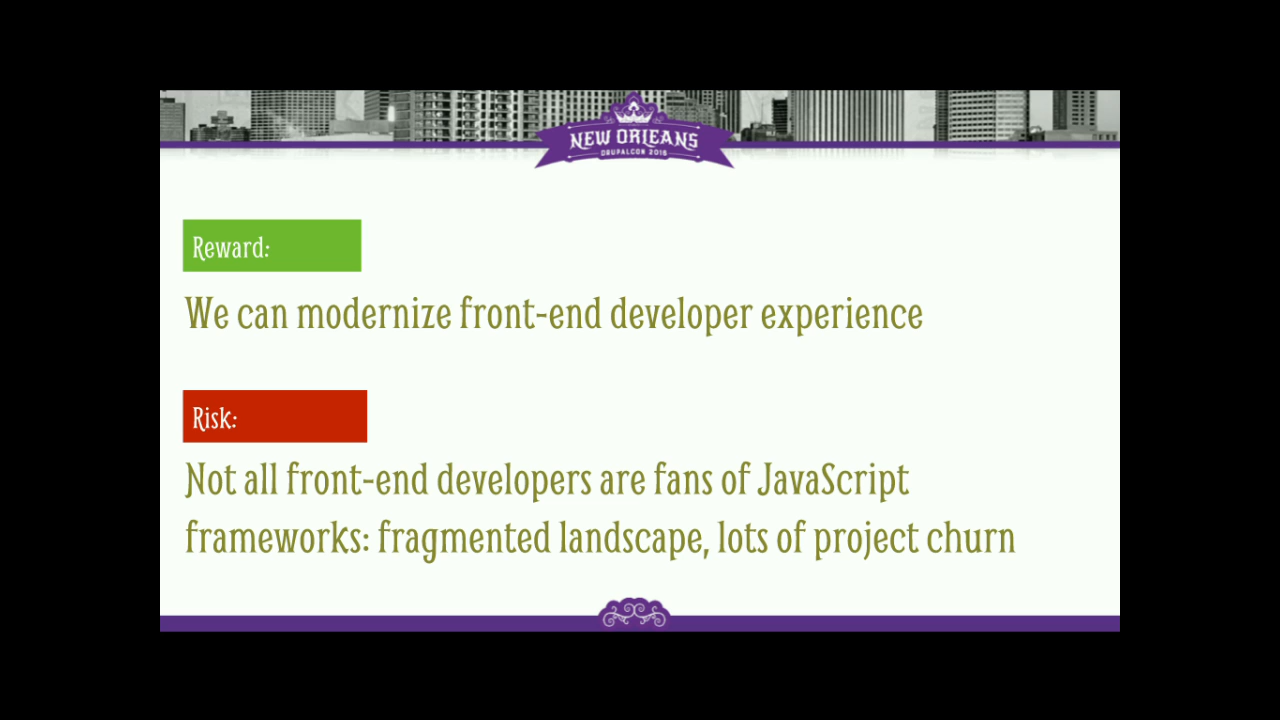 NEW ORLEANS
DRUPALCON 2016
Reward:
We can modernize front-end developer experience
Risk:
Not all front-end developers are fans of JavaScript
frameworks: fragmented landscape, lots of project churn